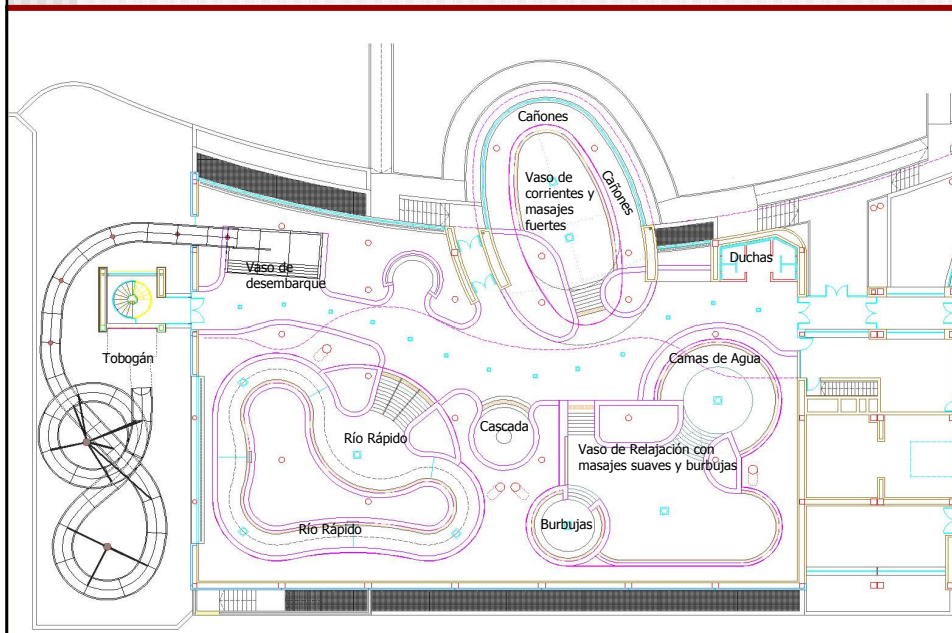 Cañones
Vaso de
corrientes y
masajes
fuertes
Cañones
Duchas
Vaso de
desembarque
Tobogán
Camas de Agua
Río Rápido
Cascada
Vaso de Relajación con
masajes suaves y burbujas
Río Rápido
Burbujas